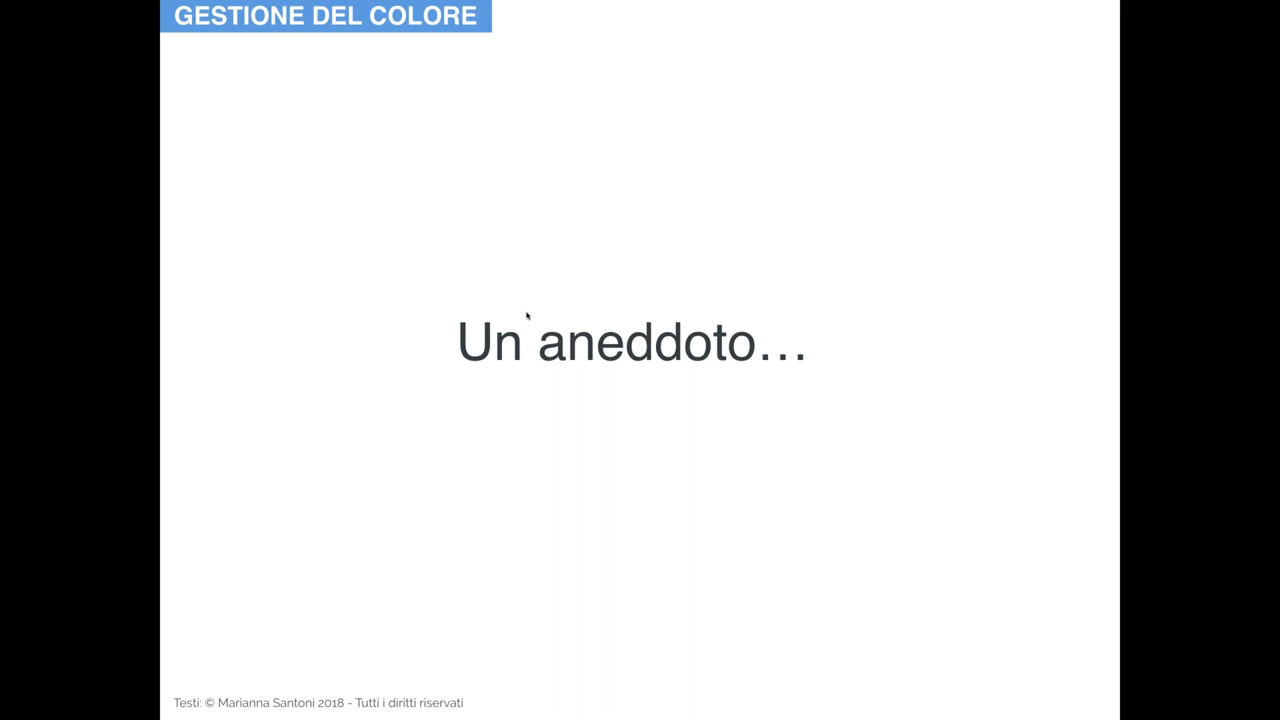 GESTIONE DEL COLORE
Un aneddoto…
Testi: © Marianna Santoni 2018 - Tutti i diritti riservati